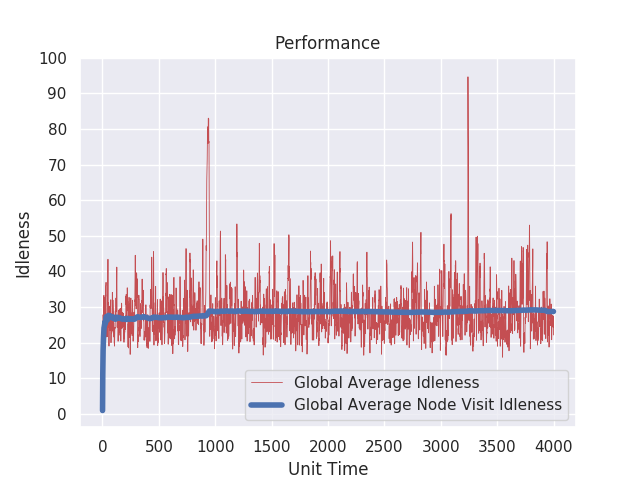 Performance
100
90
80
70
60
50
40
30
20
10
0
Idleness
0 500 1000 1500 2000 2500 3000 3500 4000
Unit Time
Global Average Idleness
Global Average Node Visit Idleness